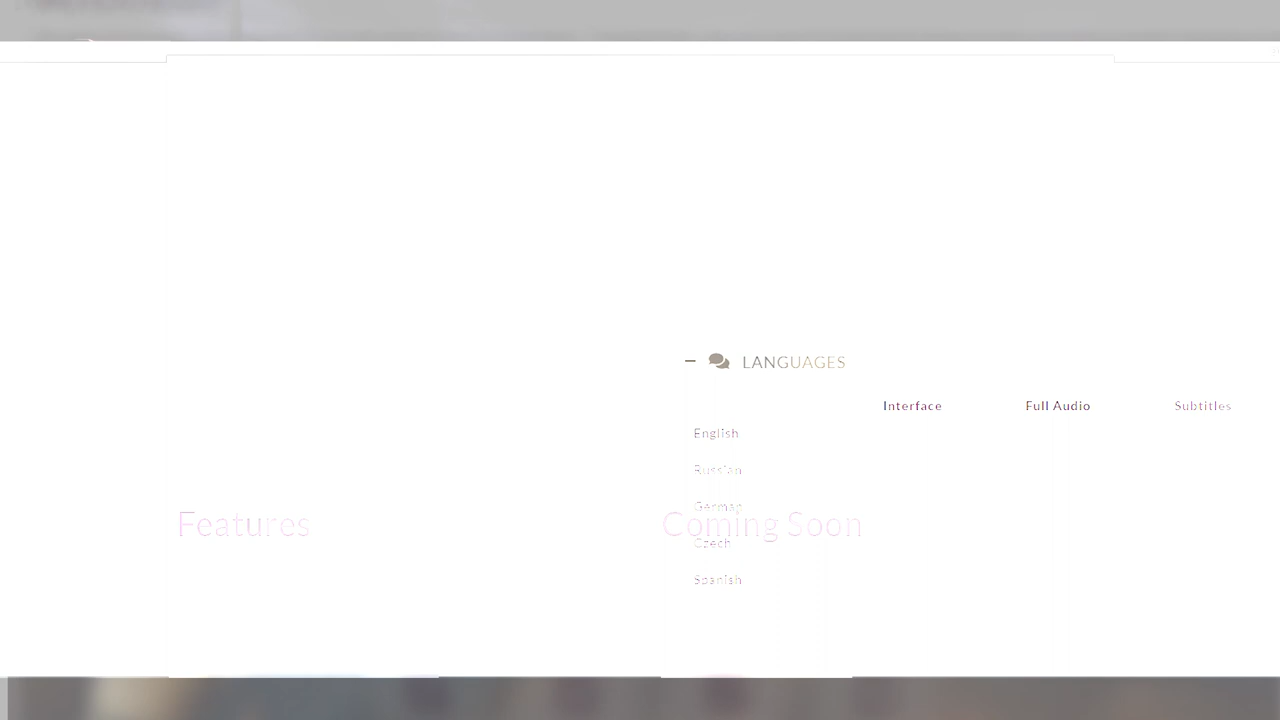 LANGUAGES
Interface Full Audio Subtitles
English
Russian
German
Features Coming Soon
Czech
Spanish